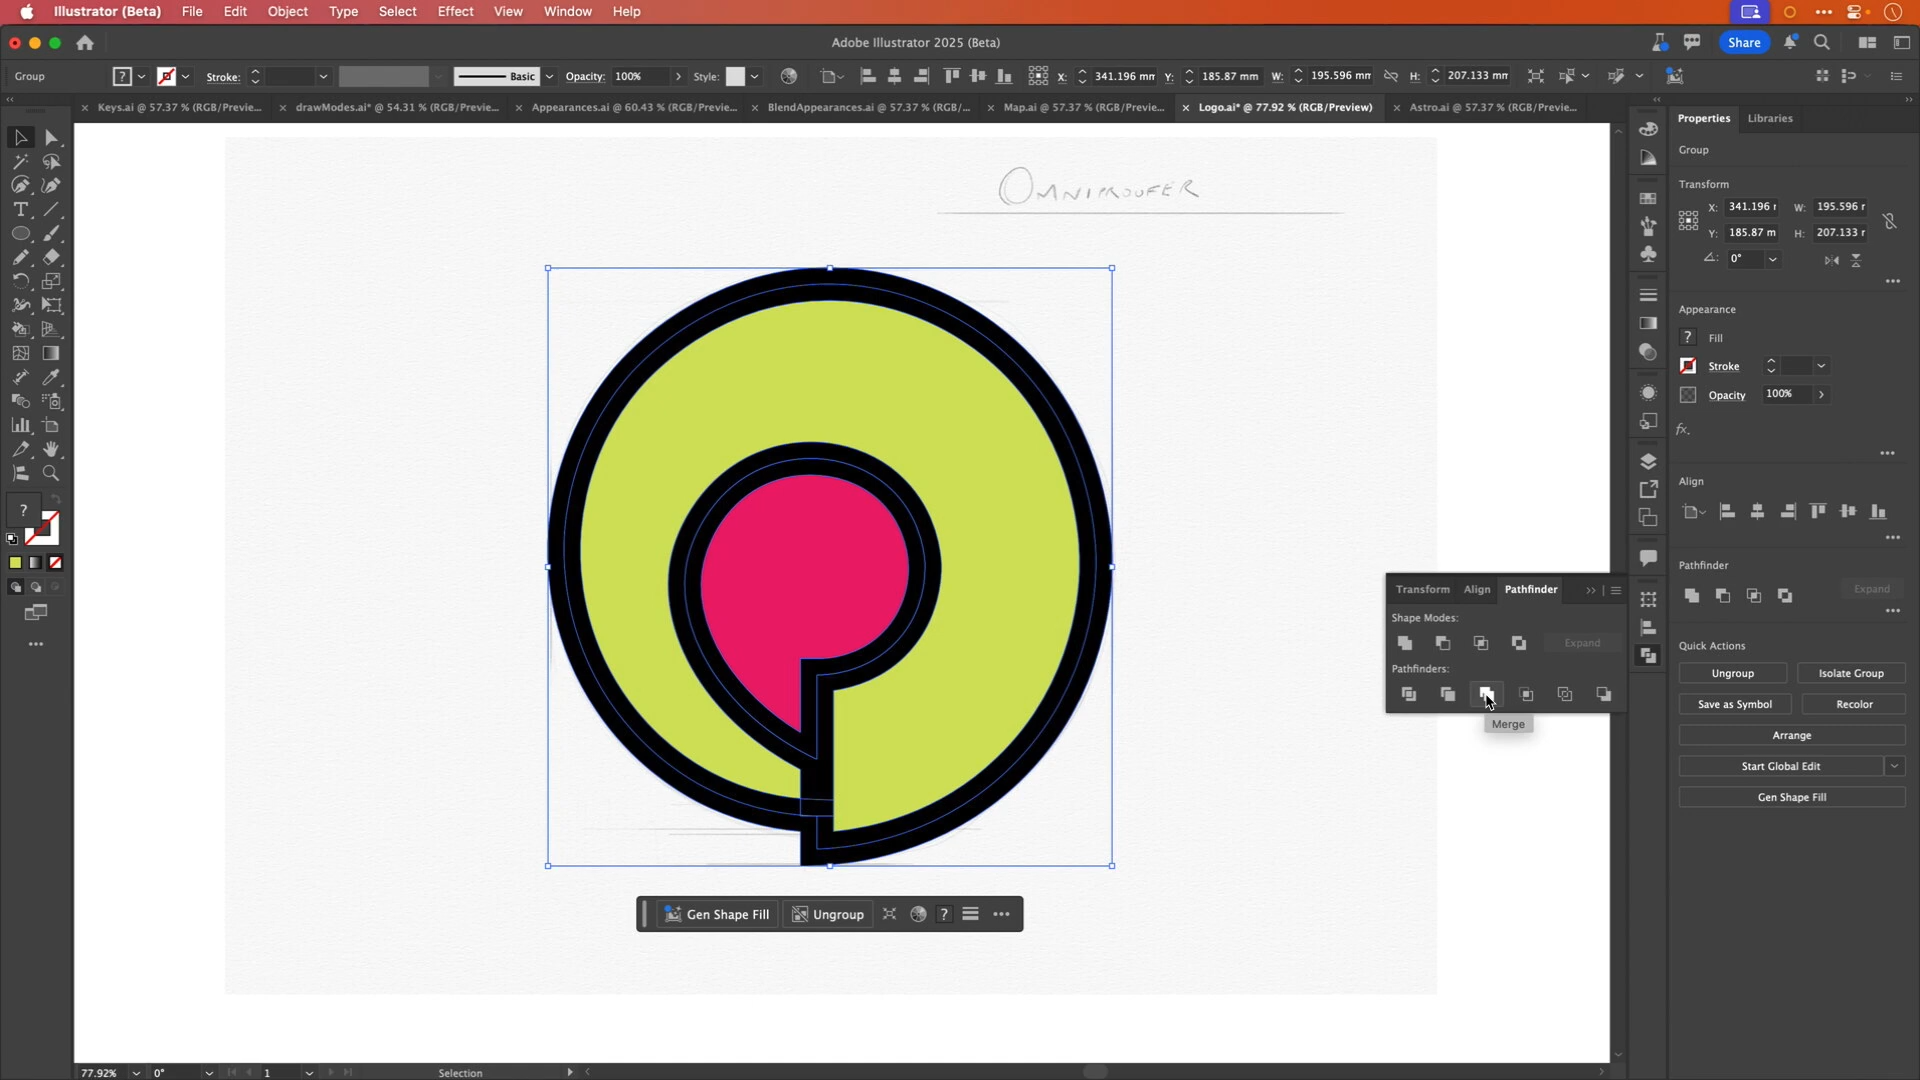 Illustrator (Beta) File Edit Object Type Select Effect View Window Help
Adobe Illustrator 2025 (Beta)
Share
Group ? Stroke: Basic Opacity: 100% Style: X: 341.196 mm Y: 185.87 mm W: 195.596 mm H: 207.133 mm
Keys.ai @ 57.37 % (RGB/Previe... drawModes.ai* @ 54.31 % (RGB/Previe... Appearances.ai @ 60.43 % (RGB/Previe... BlendAppearances.ai @ 57.37 % (RGB/... Map.ai @ 57.37 % (RGB/Previe... Logo.ai* @ 77.92 % (RGB/Preview) Astro.ai @ 57.37 % (RGB/Previe...
OMNIPROOFER
Properties Libraries
Group
Transform
X: 341.196 r W: 195.596 r
Y: 185.87 m H: 207.133 r
0°
Appearance
? Fill
Stroke
Opacity 100%
fx.
Align
Pathfinder
Expand
Quick Actions
Ungroup Isolate Group
Save as Symbol Recolor
Arrange
Start Global Edit
Gen Shape Fill
?
Transform Align Pathfinder
Shape Modes:
Expand
Pathfinders:
Merge
Gen Shape Fill Ungroup ?
77.92% 0° 1 Selection